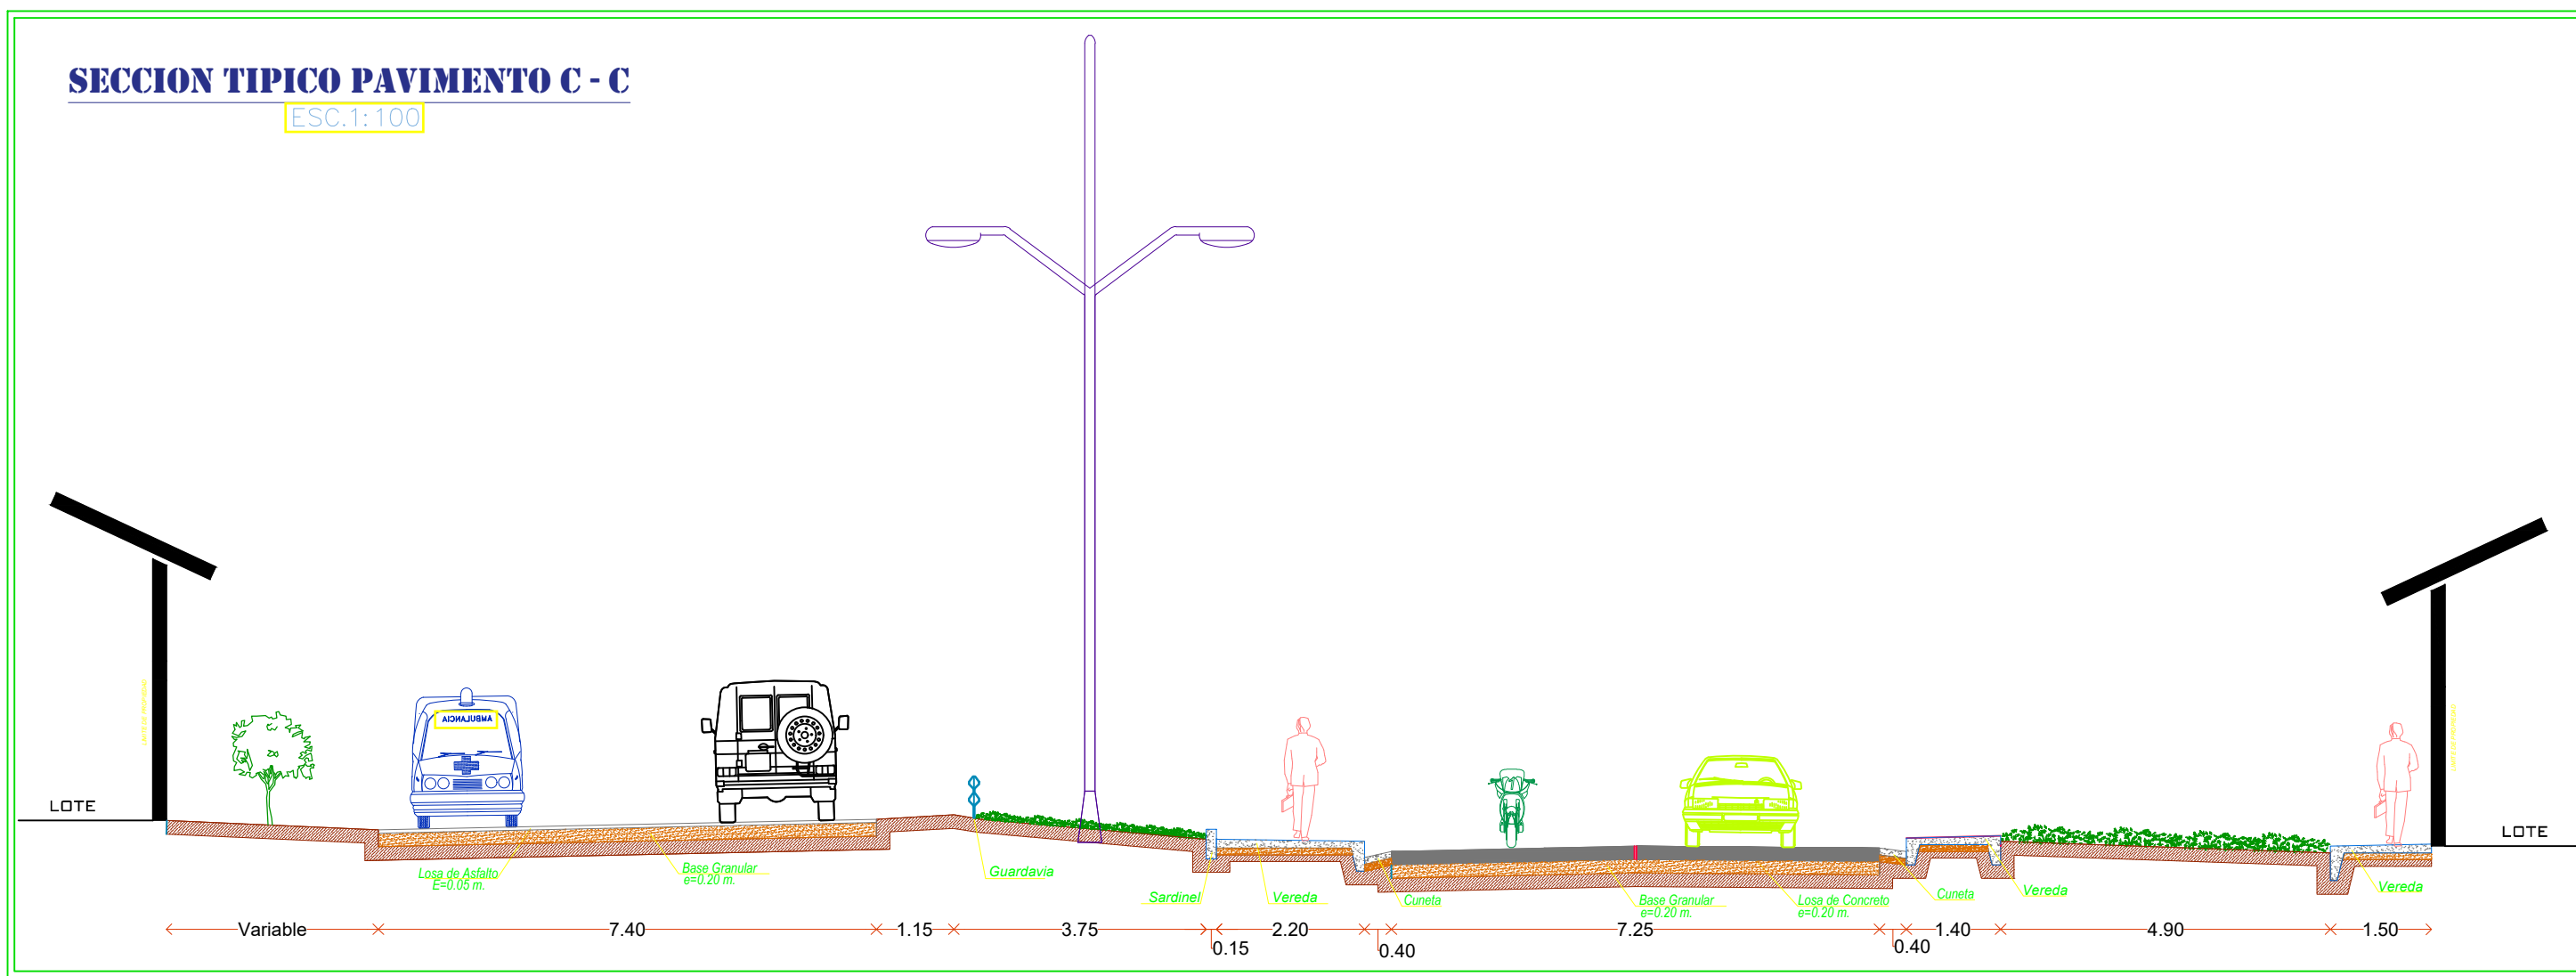 SECCION TIPICO PAVIMENTO C - C
ESC.1:100
AMBULANCIA
LOTE
LOTE
Losa de Asfalto
E=0.05 m.
Base Granular
e=0.20 m.
Guardavia
Sardinel
Vereda
Cuneta
Base Granular
e=0.20 m.
Losa de Concreto
e=0.20 m.
Cuneta
Vereda
Vereda
Variable
7.40
1.15
3.75
0.15
2.20
0.40
7.25
0.40
1.40
4.90
1.50